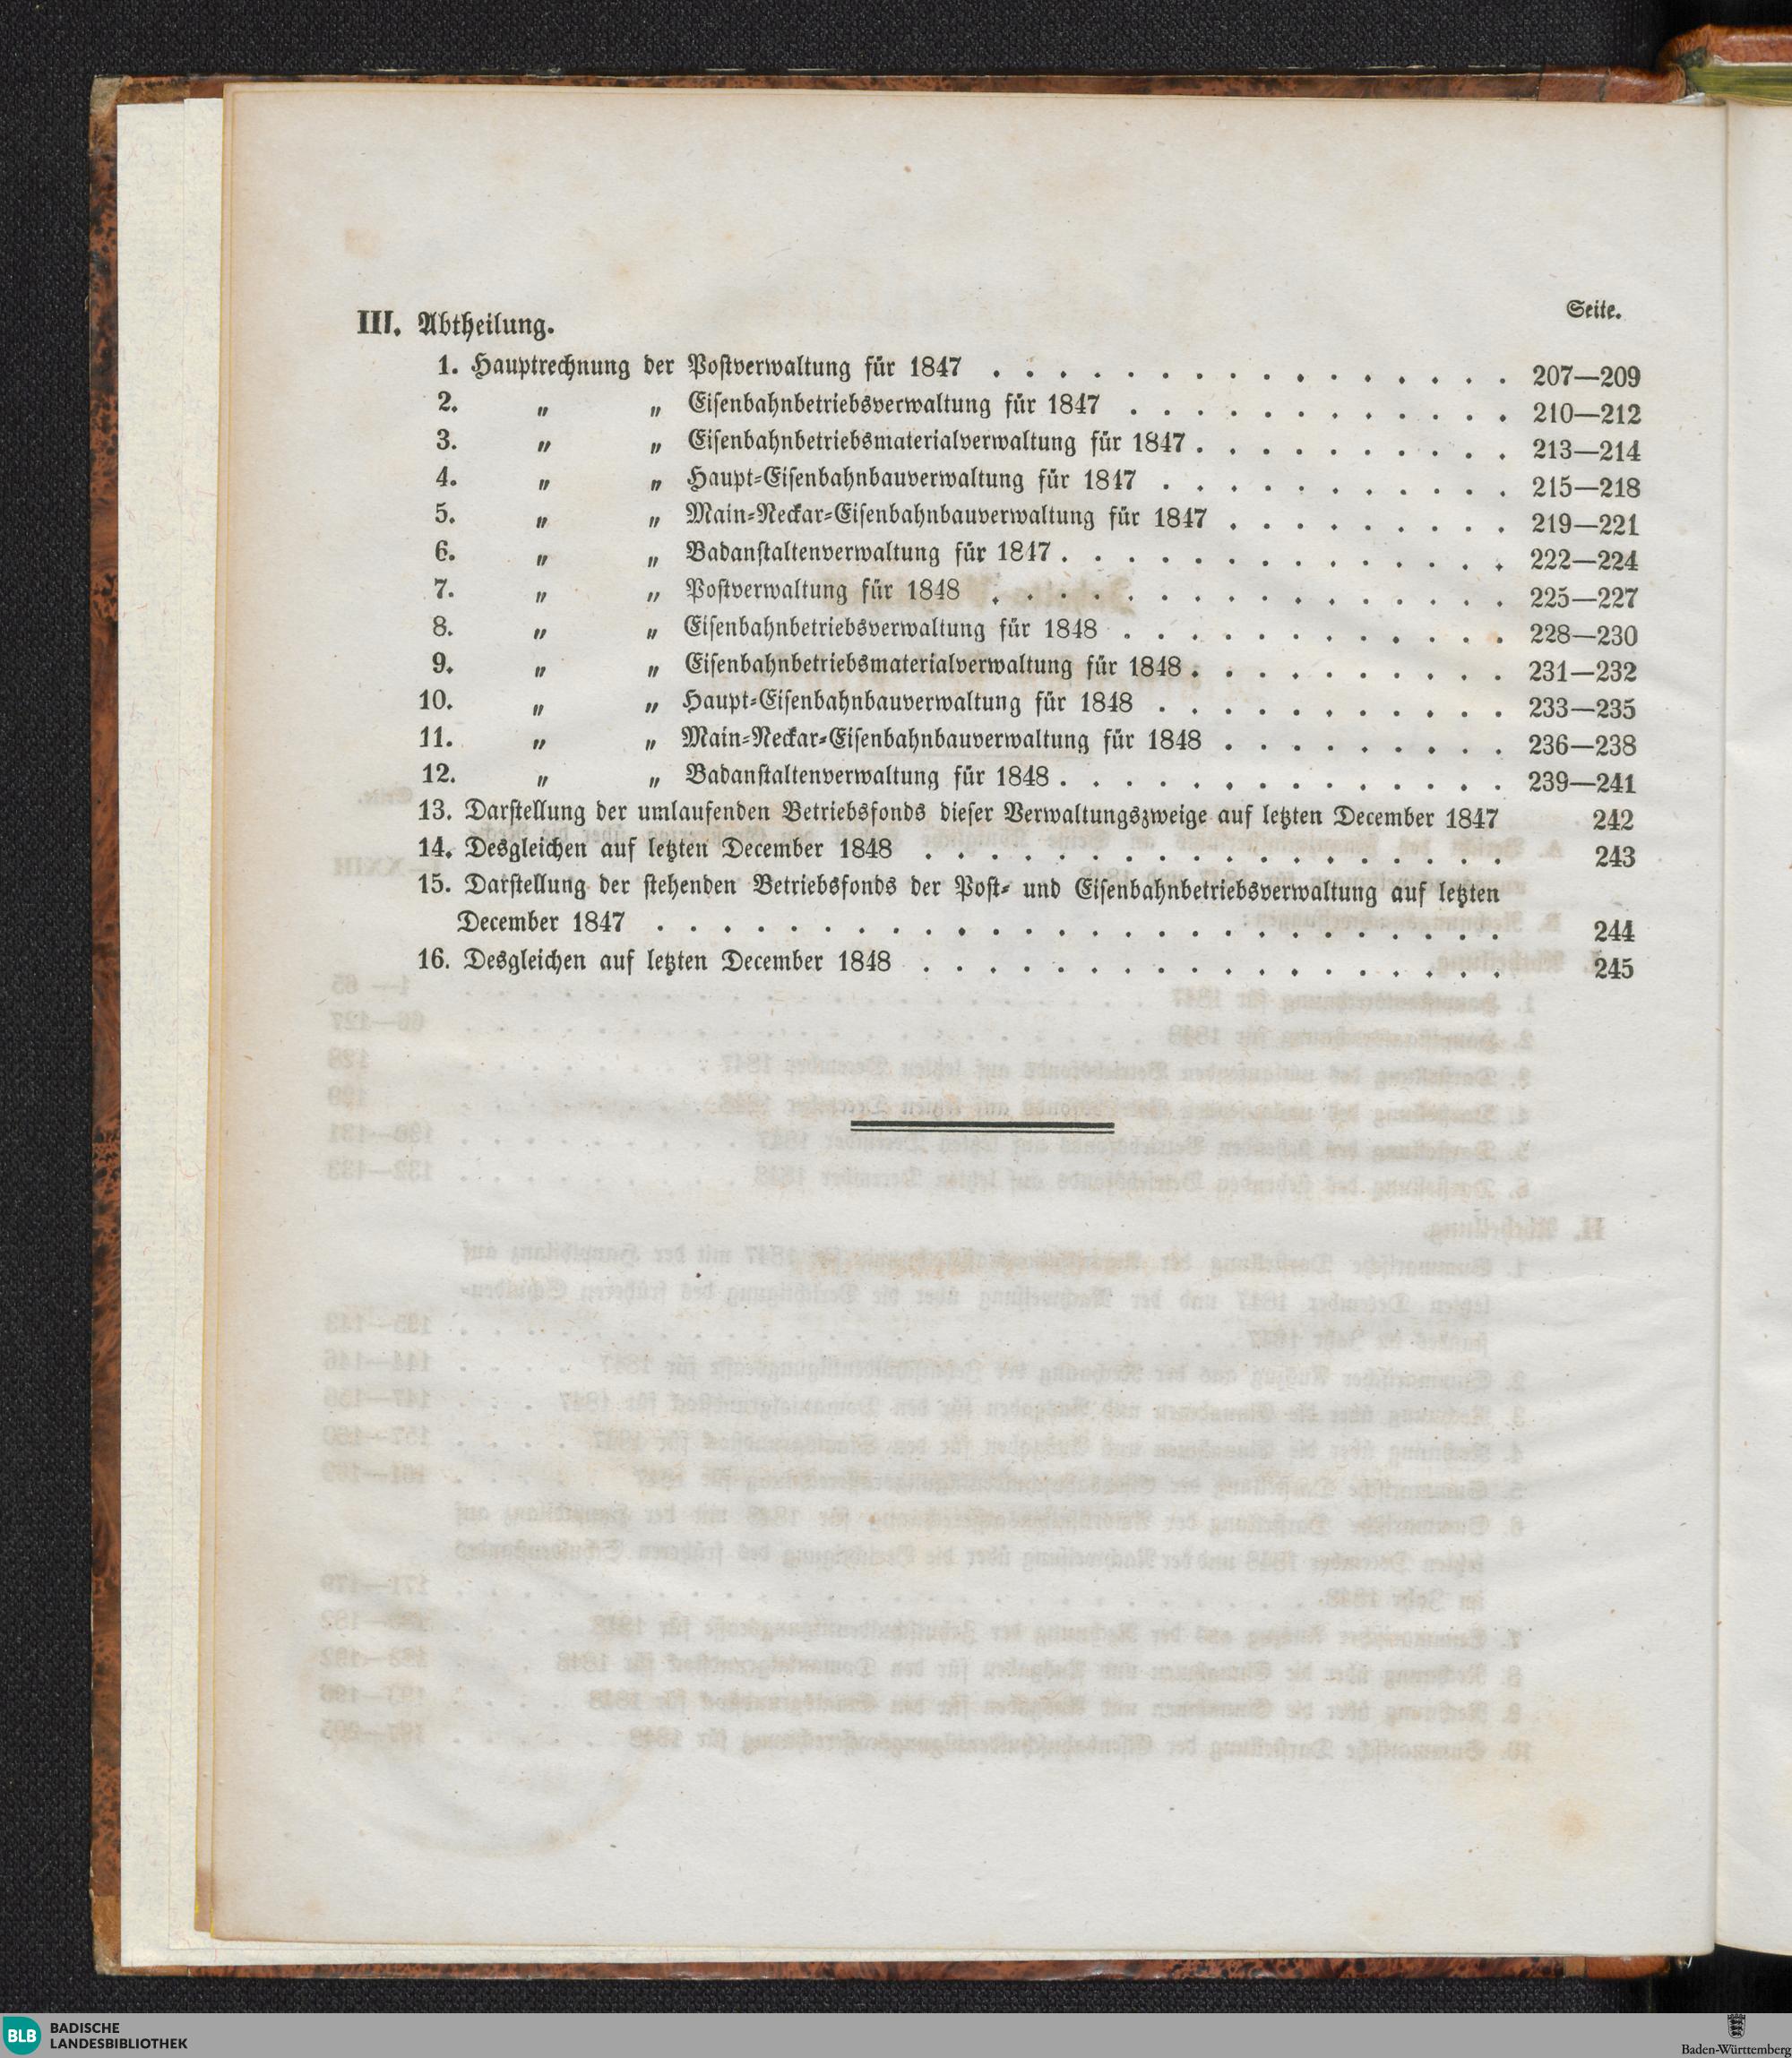 Seite.
III. Abtheilung.
1. Hauptrechnung der Postverwaltung für 1847 . . . . . . . . . . . . . . . . 207—209
2. „ „ Eisenbahnbetriebsverwaltung für 1847 . . . . . . . . . . . . 210—212
3. „ „ Eisenbahnbetriebsmaterialverwaltung für 1847 . . . . . . . . . . 213—214
4. „ „ Haupt-Eisenbahnbauverwaltung für 1847 . . . . . . . . . . . 215—218
5. „ „ Main-Neckar-Eisenbahnbauverwaltung für 1847 . . . . . . . . . 219—221
6. „ „ Badanstaltenverwaltung für 1847 . . . . . . . . . . . . . . 222—224
7. „ „ Postverwaltung für 1848 . . . . . . . . . . . . . . . . 225—227
8. „ „ Eisenbahnbetriebsverwaltung für 1848 . . . . . . . . . . . . 228—230
9. „ „ Eisenbahnbetriebsmaterialverwaltung für 1848 . . . . . . . . . . 231—232
10. „ „ Haupt-Eisenbahnbauverwaltung für 1848 . . . . . . . . . . . 233—235
11. „ „ Main-Neckar-Eisenbahnbauverwaltung für 1848 . . . . . . . . . 236—238
12. „ „ Badanstaltenverwaltung für 1848 . . . . . . . . . . . . . . 239—241
13. Darstellung der umlaufenden Betriebsfonds dieser Verwaltungszweige auf letzten December 1847 242
14. Desgleichen auf letzten December 1848 . . . . . . . . . . . . . . . . . . 243
15. Darstellung der stehenden Betriebsfonds der Post- und Eisenbahnbetriebsverwaltung auf letzten
December 1847 . . . . . . . . . . . . . . . . . . . . . . . . . . 244
16. Desgleichen auf letzten December 1848 . . . . . . . . . . . . . . . . . . 245
BLB BADISCHE
LANDESBIBLIOTHEK
Baden-Württemberg